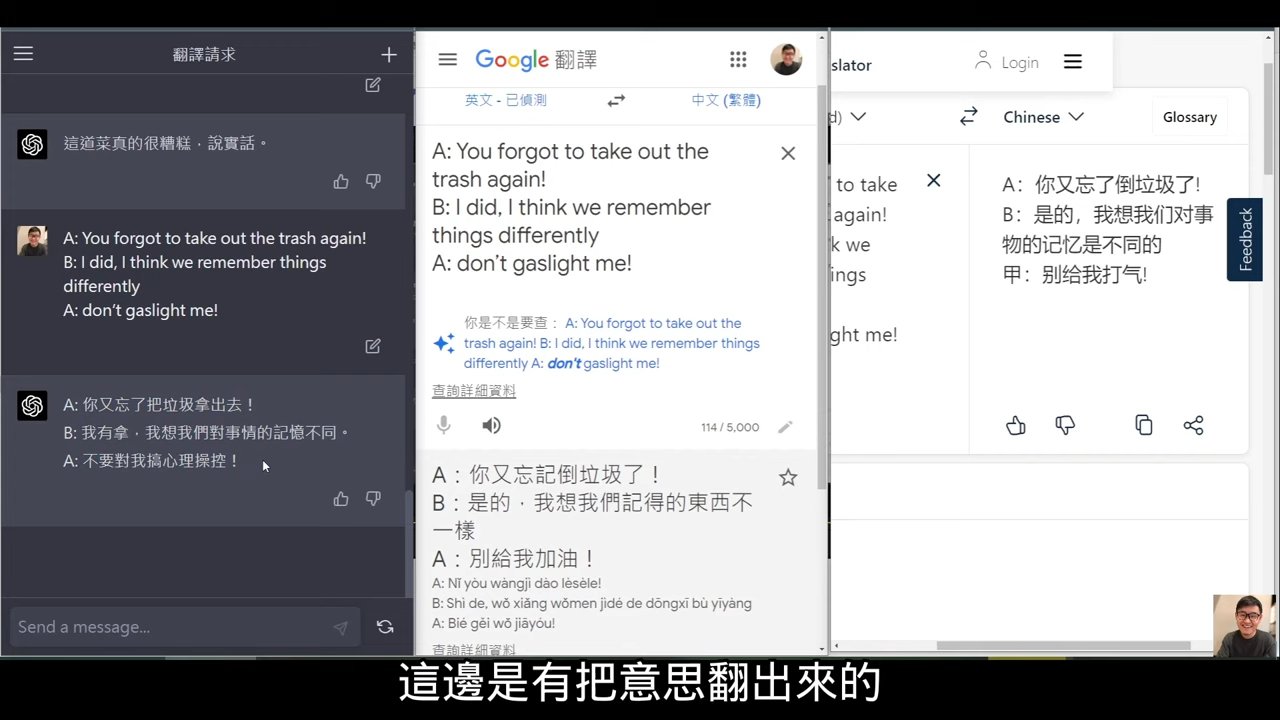 翻譯請求
這道菜真的很糟糕，說實話。
A: You forgot to take out the trash again!
B: I did, I think we remember things
differently
A: don’t gaslight me!
A: 你又忘了把垃圾拿出去！
B: 我有拿，我想我們對事情的記憶不同。
A: 不要對我搞心理操控！
Send a message...
Google 翻譯
英文 - 已偵測
中文 (繁體)
A: You forgot to take out the
trash again!
B: I did, I think we remember
things differently
A: don’t gaslight me!
你是不是要查： A: You forgot to take out the
trash again! B: I did, I think we remember things
differently A: don't gaslight me!
查詢詳細資料
114 / 5,000
A：你又忘記倒垃圾了！
B：是的，我想我們記得的東西不
一樣
A：別給我加油！
A: Nǐ yòu wàngjì dào lèsèle!
B: Shì de, wǒ xiǎng wǒmen jìdé de dōngxī bù yīyàng
A: Bié gěi wǒ jiāyóu!
查詢詳細資料
slator
Login
d)
Chinese
Glossary
to take
again!
k we
ings
ght me!
A：你又忘了倒垃圾了!
B：是的，我想我们对事
物的记忆是不同的
甲：别给我打气!
Feedback
這邊是有把意思翻出來的